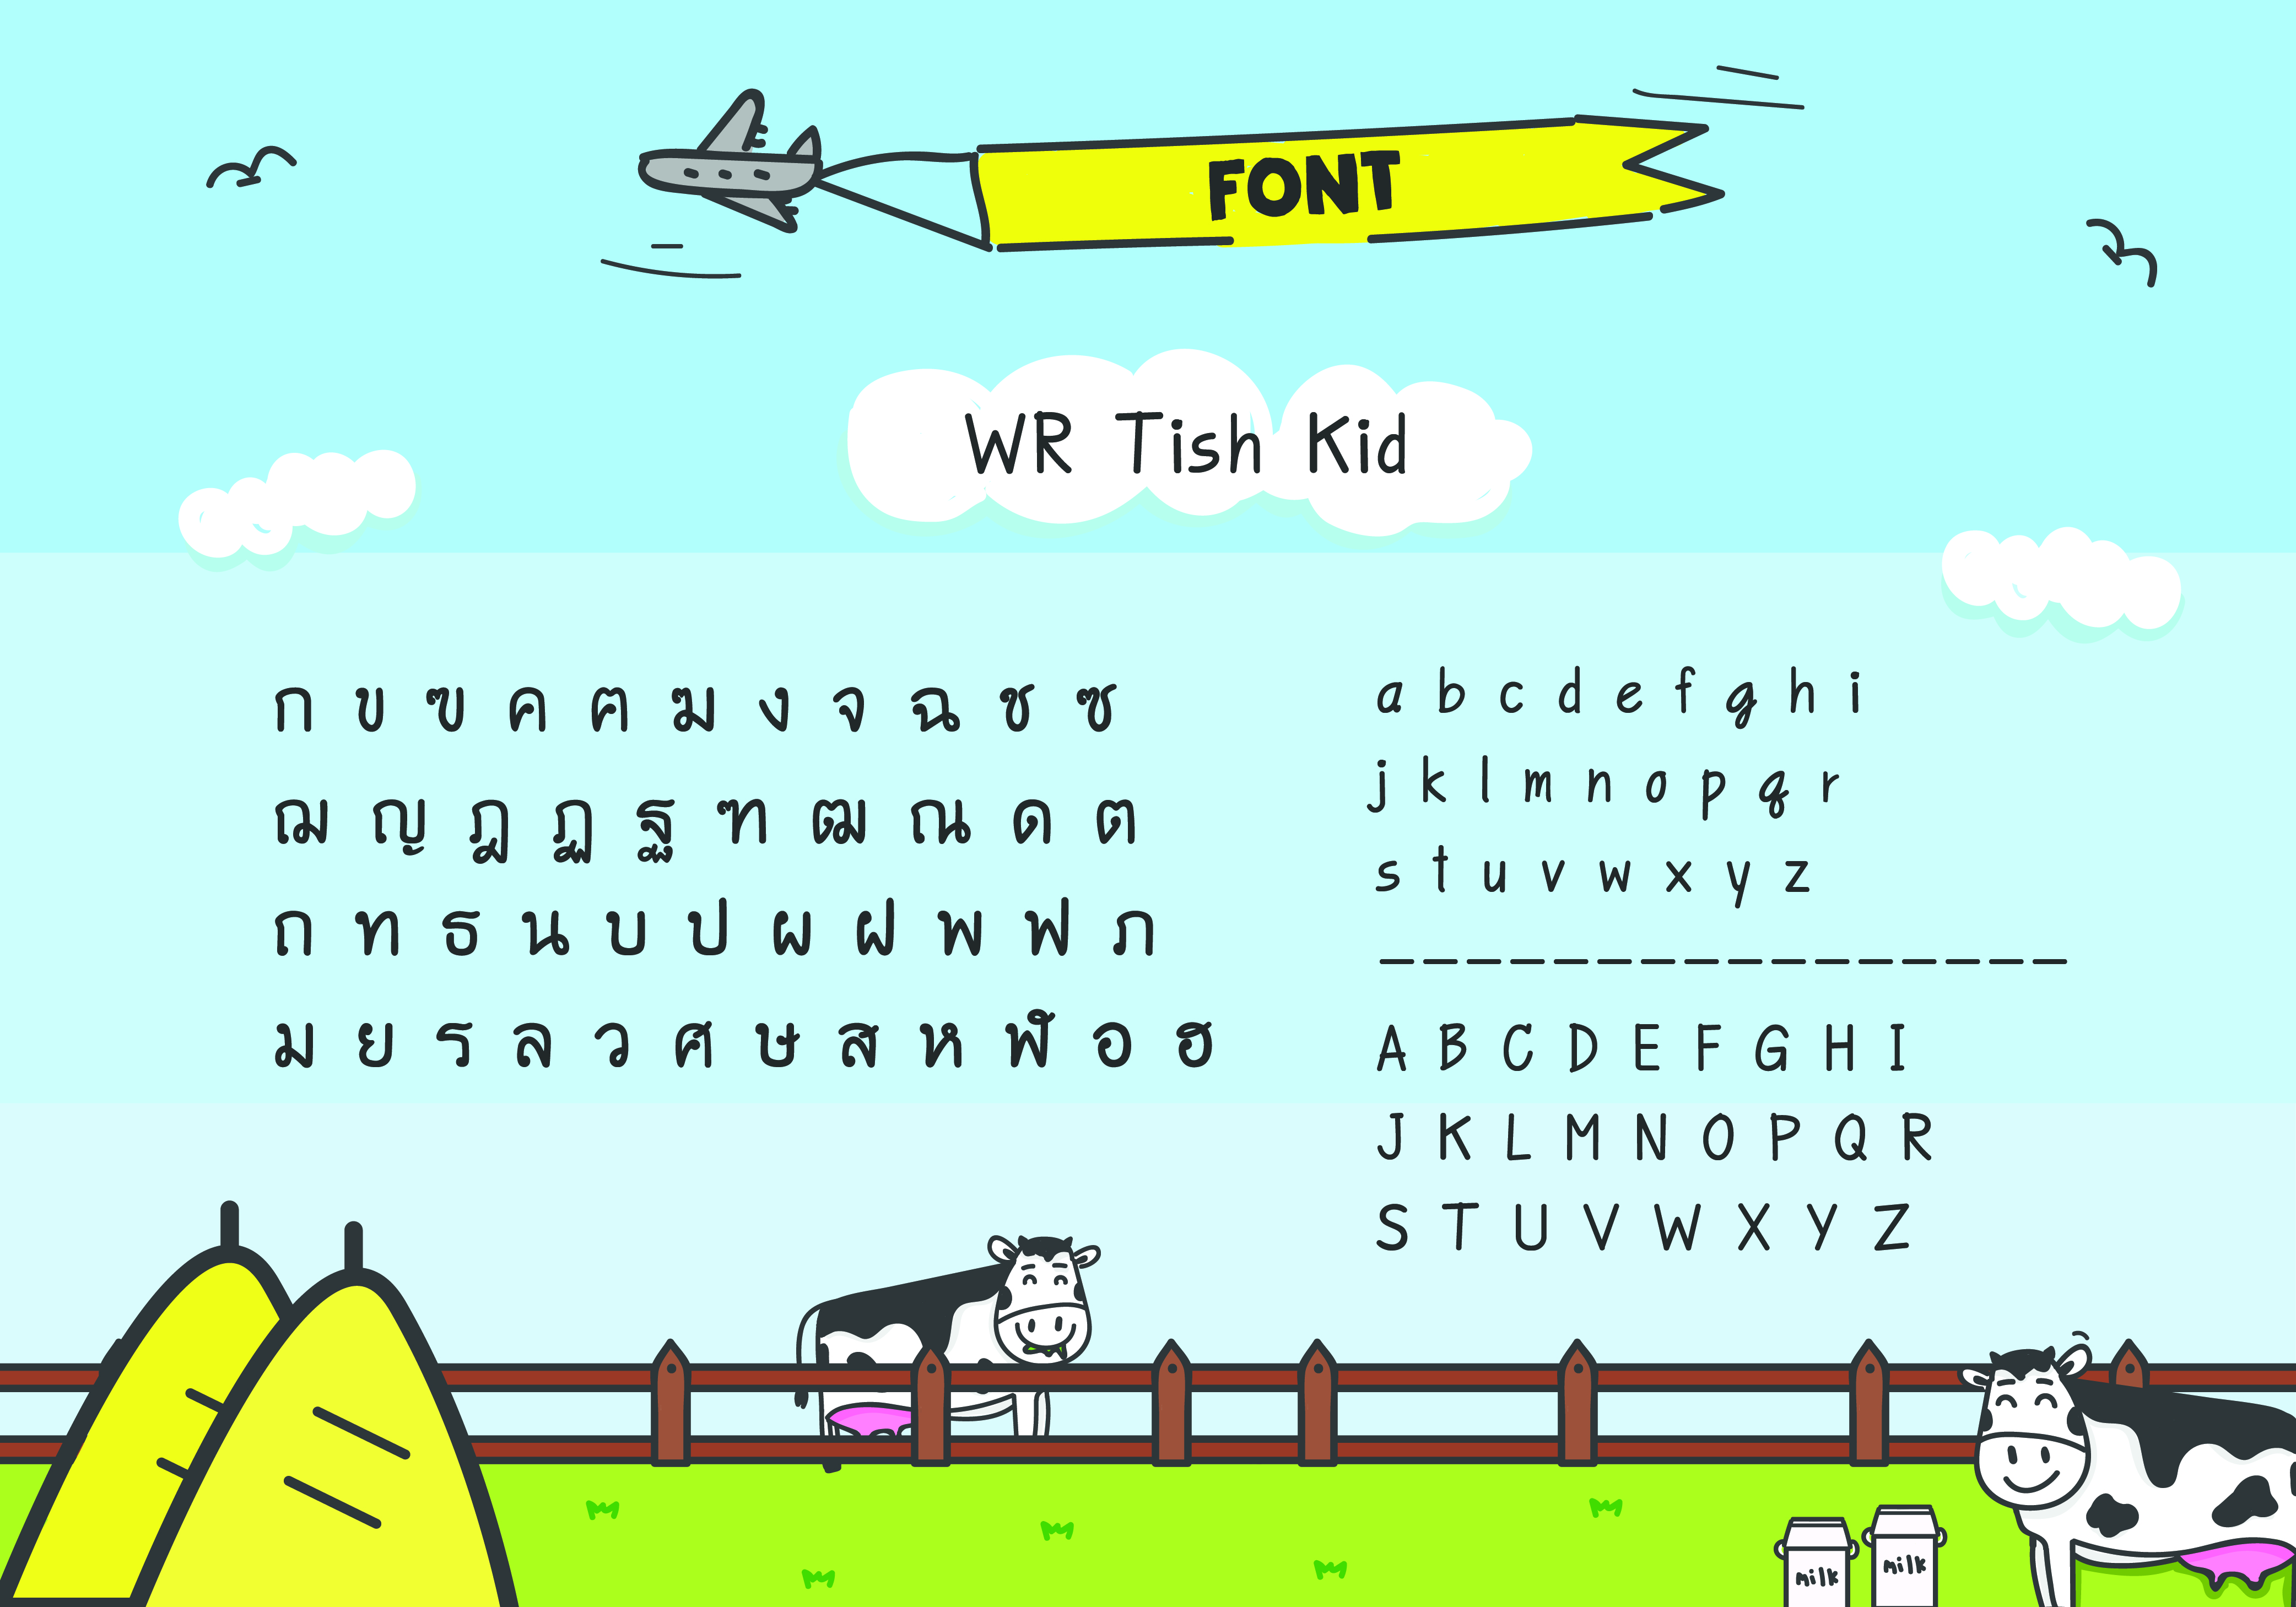 FONT
WR Tish Kid
ก ข ฃ ค ฅ ฆ ง จ ฉ ช ซ
ฌ ญ ฎ ฏ ฐ ฑ ฒ ณ ด ต
ก ท ธ น บ ป ผ ฝ พ ฟ ภ
ม ย ร ล ว ศ ษ ส ห ฬ อ ฮ
a b c d e f g h i
j k l m n o p q r
s t u v w x y z
A B C D E F G H I
J K L M N O P Q R
S T U V W X Y Z
milk
milk